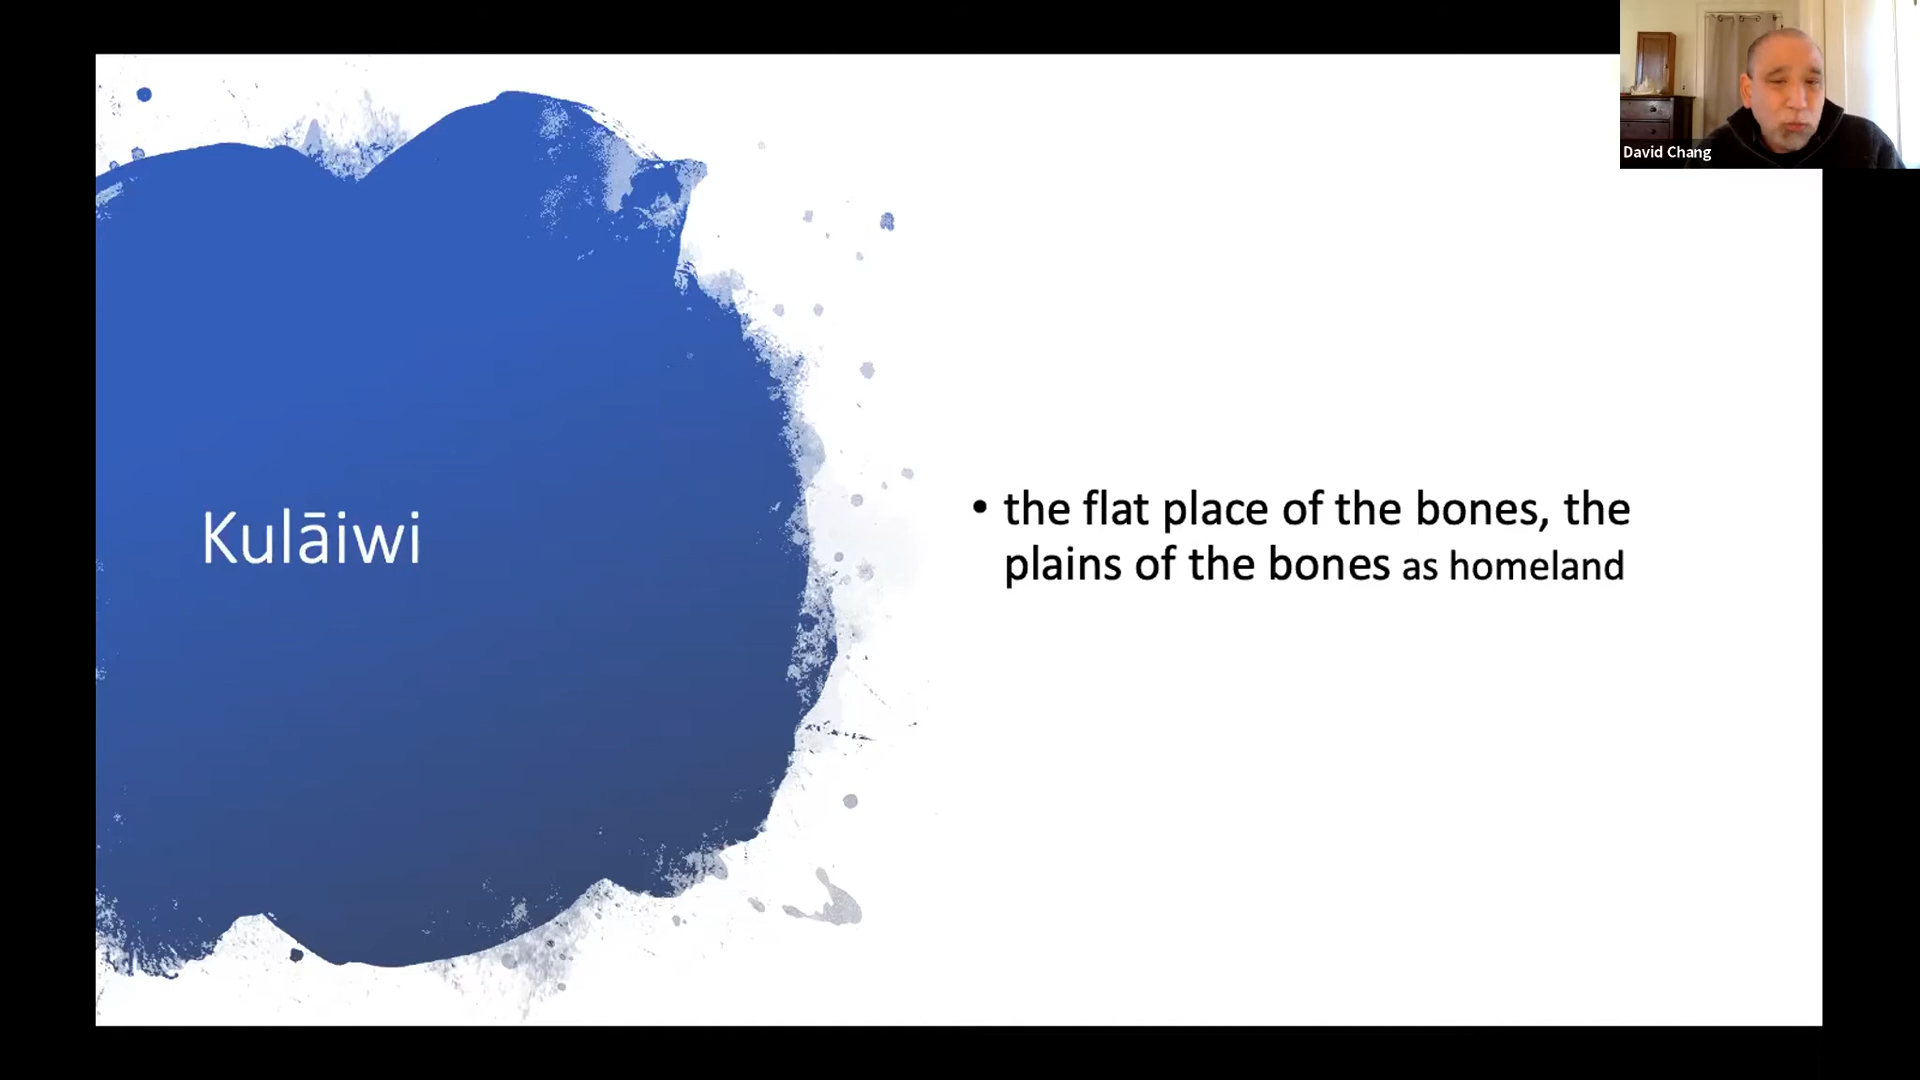 David Chang
Kulāiwi
• the flat place of the bones, the
plains of the bones as homeland